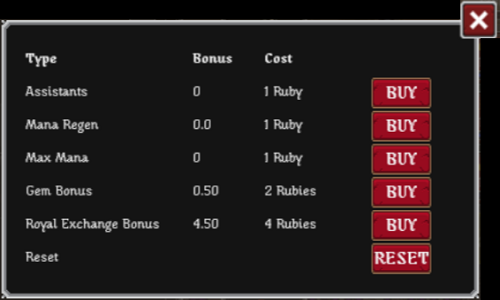 Type Bonus Cost
Assistants 0 1 Ruby BUY
Mana Regen 0.0 1 Ruby BUY
Max Mana 0 1 Ruby BUY
Gem Bonus 0.50 2 Rubies BUY
Royal Exchange Bonus 4.50 4 Rubies BUY
Reset RESET